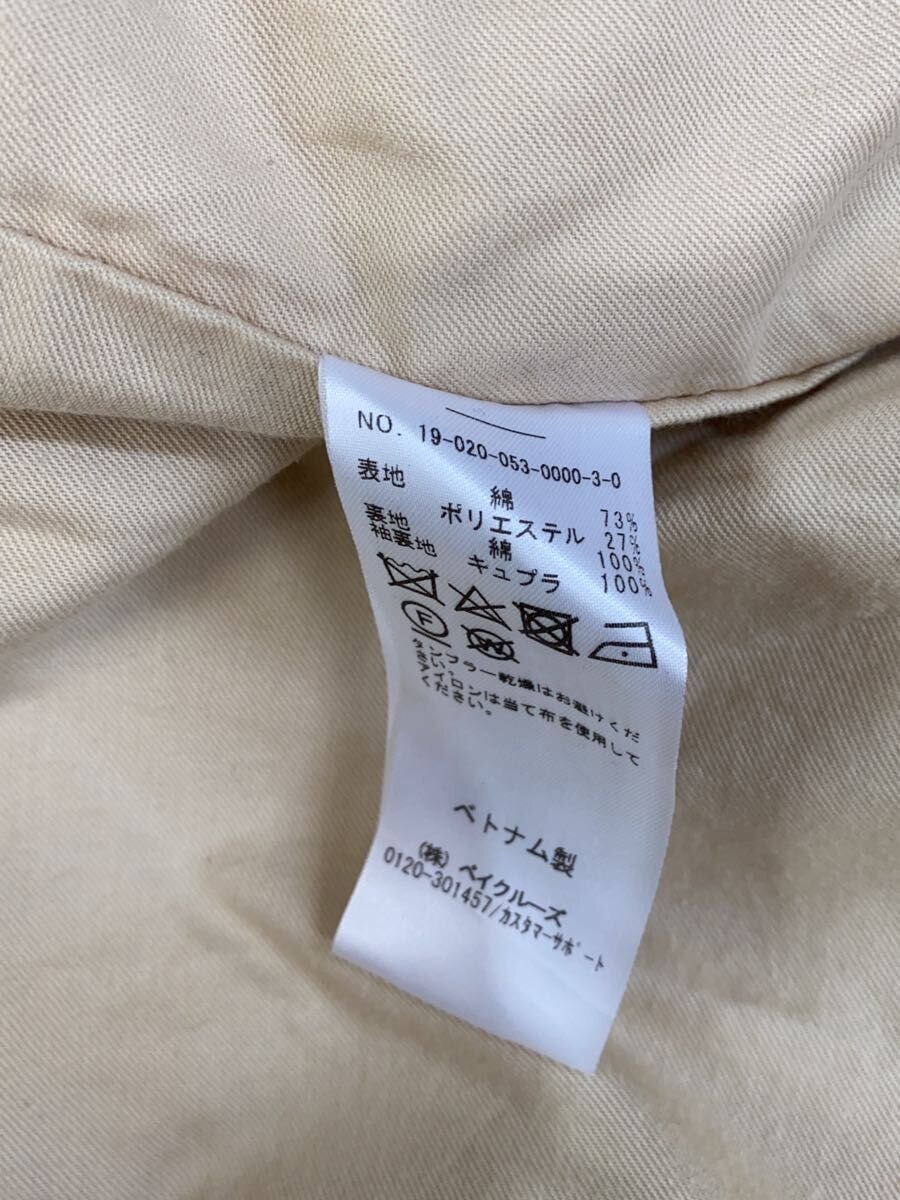 NO. 19-020-053-0000-3-0
表地 綿 73%
ポリエステル 27%
裏地 綿 100%
袖裏地 キュプラ 100%
F
タンブラー乾燥はお避けくだ
さい。
アイロンは当て布を使用して
ください。
ベトナム製
(株) ベイクルーズ
0120-301457/カスタマーサポート